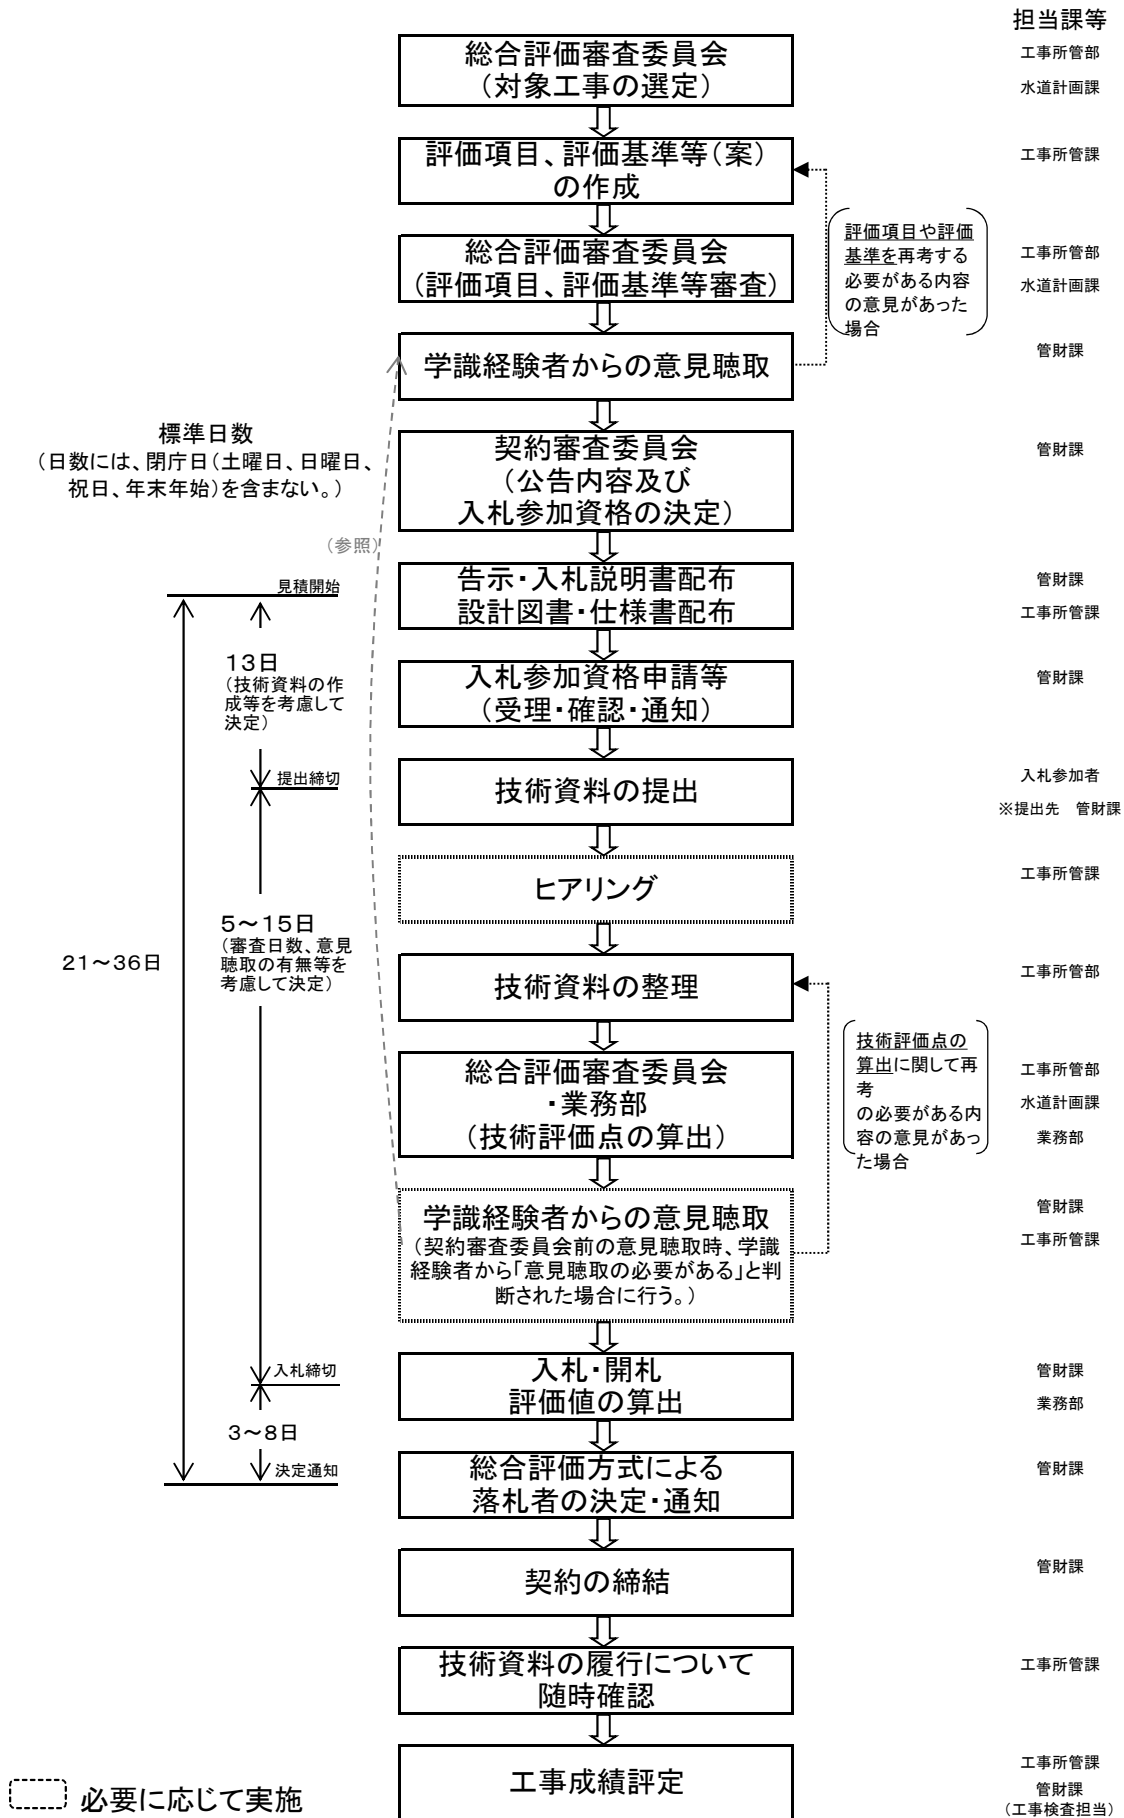 担当課等
総合評価審査委員会
（対象工事の選定）
工事所管部
水道計画課
評価項目、評価基準等（案）
の作成
工事所管課
評価項目や評価
基準を再考する
必要がある内容
の意見があった
場合
総合評価審査委員会
（評価項目、評価基準等審査）
工事所管部
水道計画課
学識経験者からの意見聴取
管財課
標準日数
（日数には、閉庁日（土曜日、日曜日、
祝日、年末年始）を含まない。）
契約審査委員会
（公告内容及び
入札参加資格の決定）
管財課
（参照）
告示・入札説明書配布
設計図書・仕様書配布
管財課
工事所管課
見積開始
13日
（技術資料の作
成等を考慮して
決定）
入札参加資格申請等
（受理・確認・通知）
管財課
提出締切
技術資料の提出
入札参加者
※提出先　管財課
ヒアリング
工事所管課
5～15日
（審査日数、意見
聴取の有無等を
考慮して決定）
21～36日
技術資料の整理
工事所管部
技術評価点の
算出に関して再
考
の必要がある内
容の意見があっ
た場合
総合評価審査委員会
・業務部
（技術評価点の算出）
工事所管部
水道計画課
業務部
学識経験者からの意見聴取
（契約審査委員会前の意見聴取時、学識
経験者から「意見聴取の必要がある」と判
断された場合に行う。）
管財課
工事所管課
入札締切
入札・開札
評価値の算出
管財課
業務部
3～8日
決定通知
総合評価方式による
落札者の決定・通知
管財課
契約の締結
管財課
技術資料の履行について
随時確認
工事所管課
工事成績評定
工事所管課
管財課
（工事検査担当）
必要に応じて実施